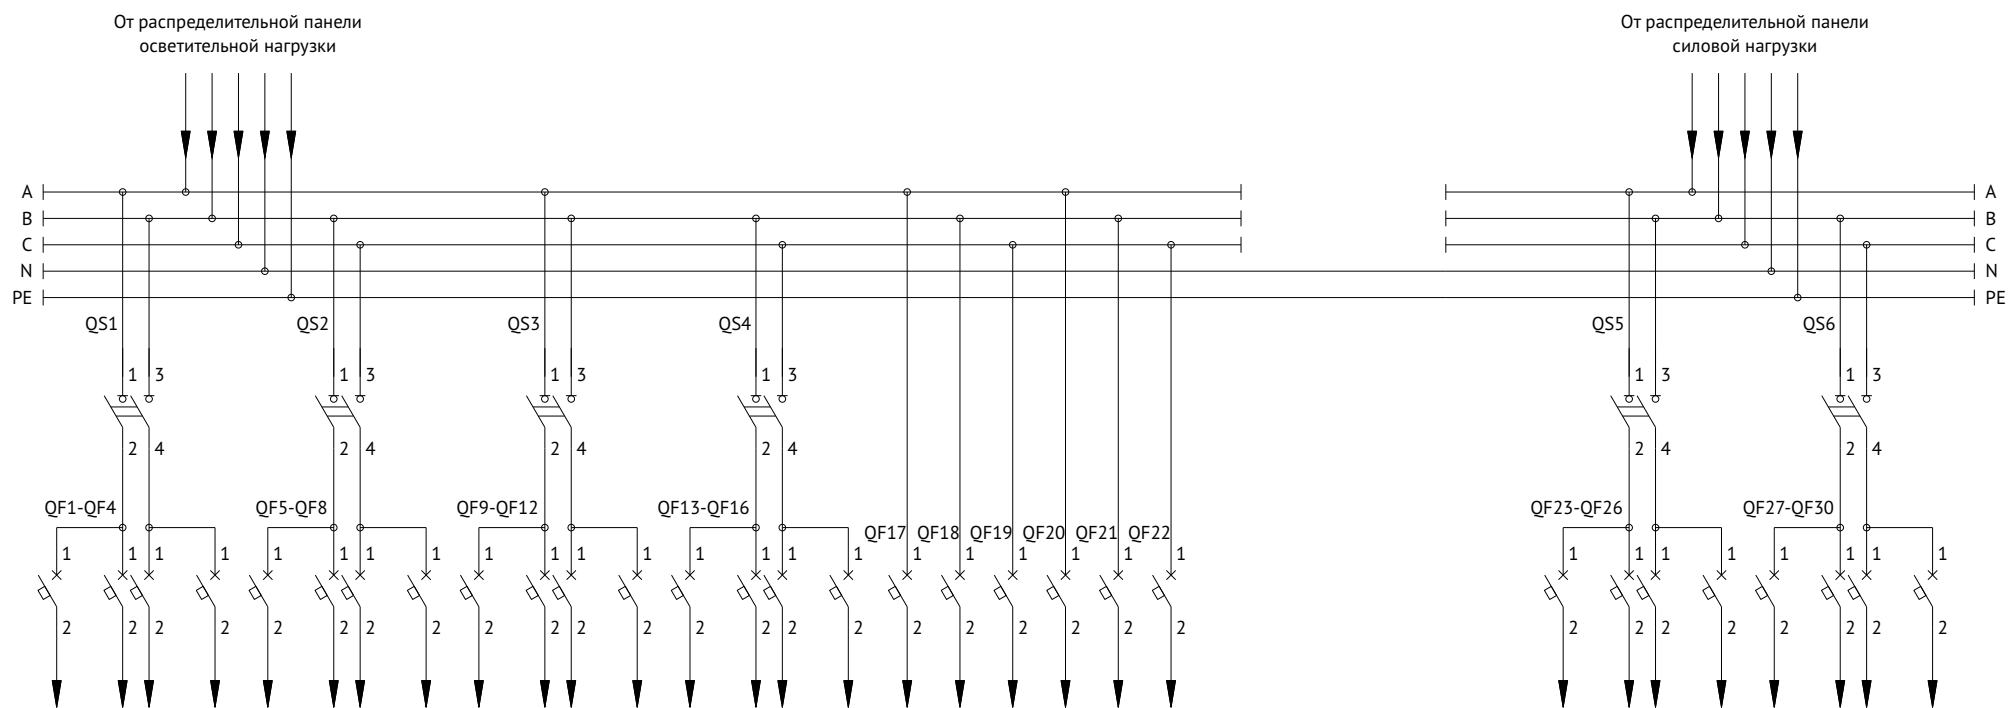 От распределительной панели
осветительной нагрузки
От распределительной панели
силовой нагрузки
A A
B B
C C
N N
PE PE
QS1 QS2 QS3 QS4 QS5 QS6
1 3 1 3 1 3 1 3 1 3 1 3
2 4 2 4 2 4 2 4 2 4 2 4
QF1-QF4 QF5-QF8 QF9-QF12 QF13-QF16 QF23-QF26 QF27-QF30
QF17 QF18 QF19 QF20 QF21 QF22
1 1 1 1 1 1 1 1 1 1 1 1 1 1 1 1 1 1 1 1 1 1 1 1 1 1 1 1 1 1
2 2 2 2 2 2 2 2 2 2 2 2 2 2 2 2 2 2 2 2 2 2 2 2 2 2 2 2 2 2